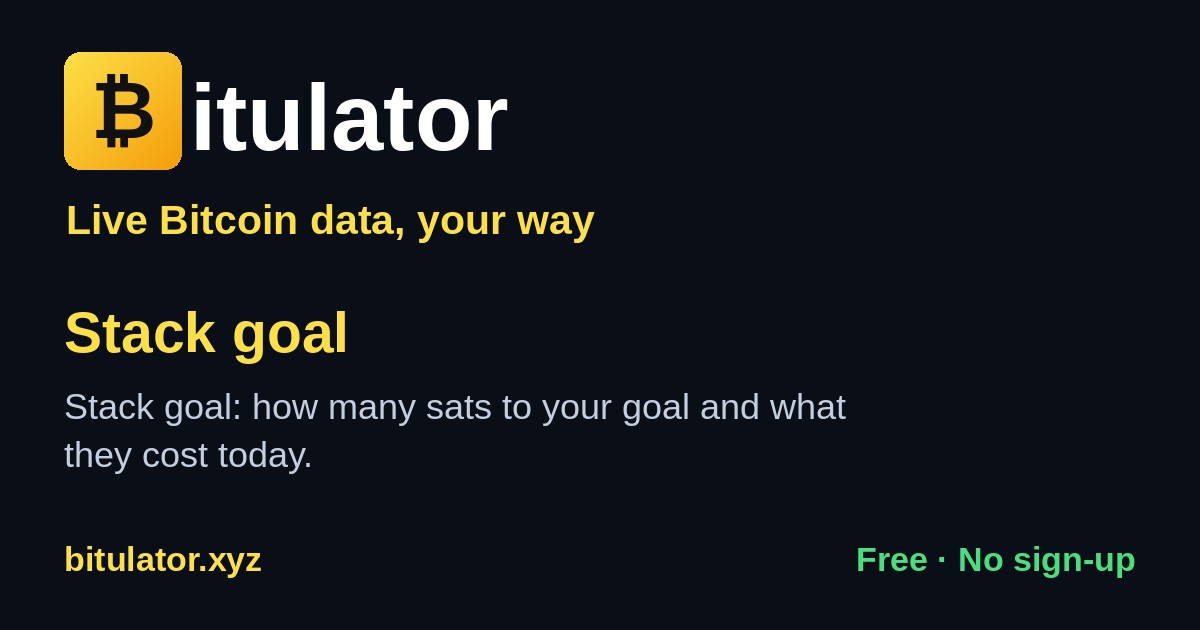 ₿itulator
Live Bitcoin data, your way
Stack goal
Stack goal: how many sats to your goal and what
they cost today.
bitulator.xyz
Free · No sign-up